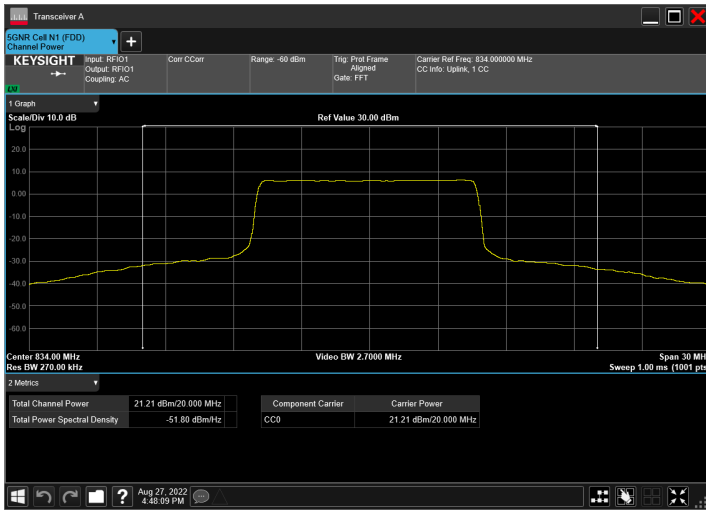 Transceiver A
5GNR Cell N1 (FDD)
Channel Power
KEYSIGHT
Input: RFIO1
Output: RFIO1
Coupling: AC
Corr CCorr
Range: -60 dBm
Trig: Prot Frame
Aligned
Gate: FFT
Carrier Ref Freq: 834.000000 MHz
CC Info: Uplink, 1 CC
LXI
1 Graph
Scale/Div 10.0 dB
Ref Value 30.00 dBm
Log
20.0
10.0
0.00
-10.0
-20.0
-30.0
-40.0
-50.0
-60.0
Center 834.00 MHz
Video BW 2.7000 MHz
Span 30 MH
Res BW 270.00 kHz
Sweep 1.00 ms (1001 pts
2 Metrics
Total Channel Power 21.21 dBm/20.000 MHz
Total Power Spectral Density -51.80 dBm/Hz
Component Carrier Carrier Power
CC0 21.21 dBm/20.000 MHz
?
Aug 27, 2022
4:48:09 PM